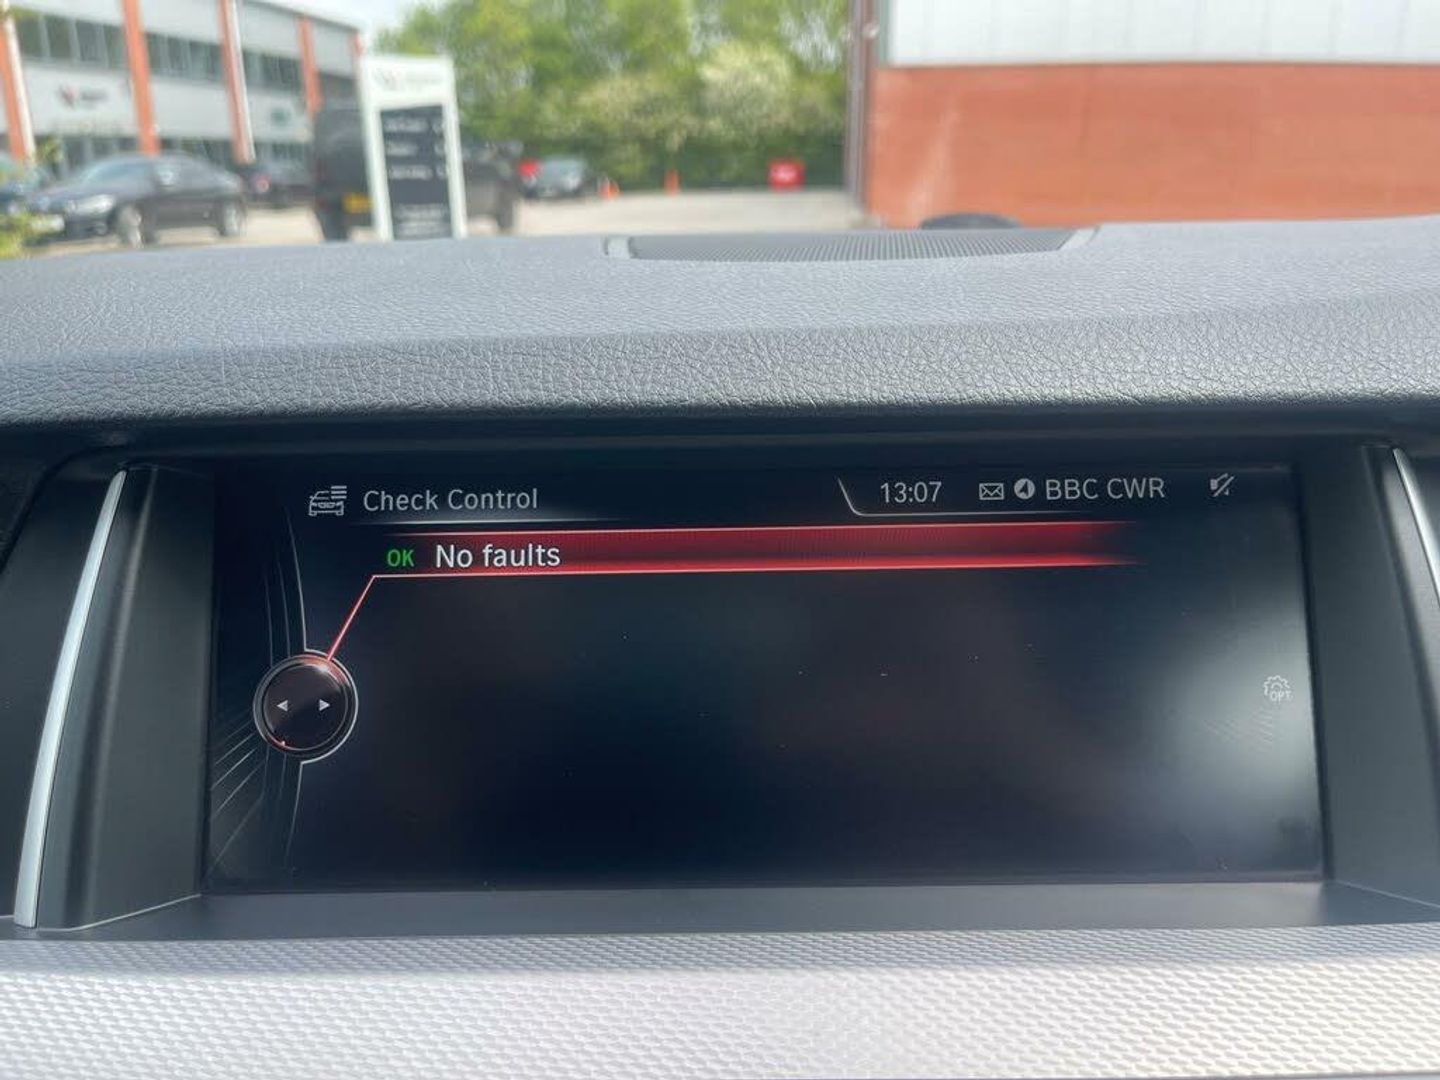 Check Control
13:07 BBC CWR
OK No faults
OPT